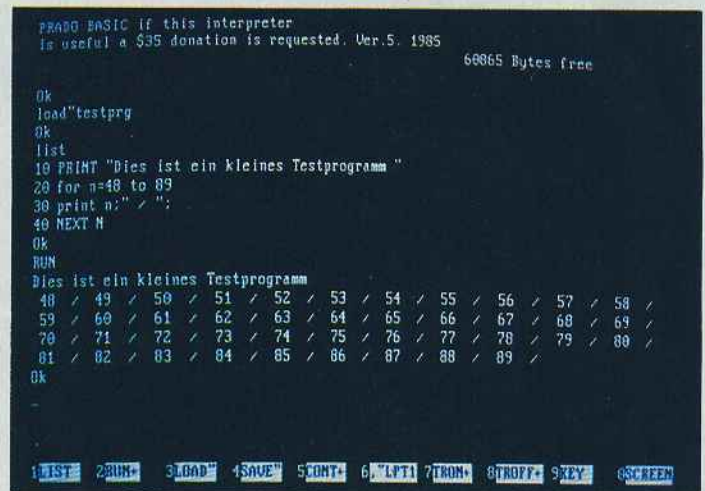 PRADO BASIC if this interpreter
is useful a $35 donation is requested. Ver.5. 1985
60865 Bytes free
Ok
load"testprg
Ok
list
10 PRINT "Dies ist ein kleines Testprogramm "
20 for n=48 to 89
30 print n;" / ";
40 NEXT N
Ok
RUN
Dies ist ein kleines Testprogramm
48 / 49 / 50 / 51 / 52 / 53 / 54 / 55 / 56 / 57 / 58 /
59 / 60 / 61 / 62 / 63 / 64 / 65 / 66 / 67 / 68 / 69 /
70 / 71 / 72 / 73 / 74 / 75 / 76 / 77 / 78 / 79 / 80 /
81 / 82 / 83 / 84 / 85 / 86 / 87 / 88 / 89 /
Ok
1LIST 2RUN← 3LOAD" 4SAVE" 5CONT← 6,"LPT1 7TRON← 8TROFF← 9KEY 0SCREEN